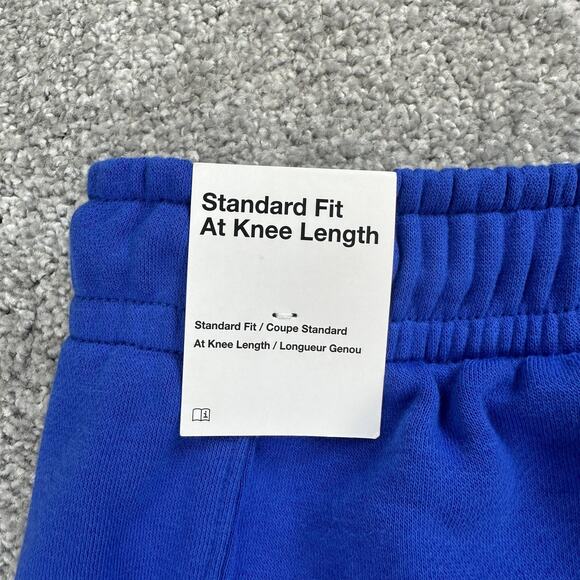 Standard Fit
At Knee Length
Standard Fit / Coupe Standard
At Knee Length / Longueur Genou
i